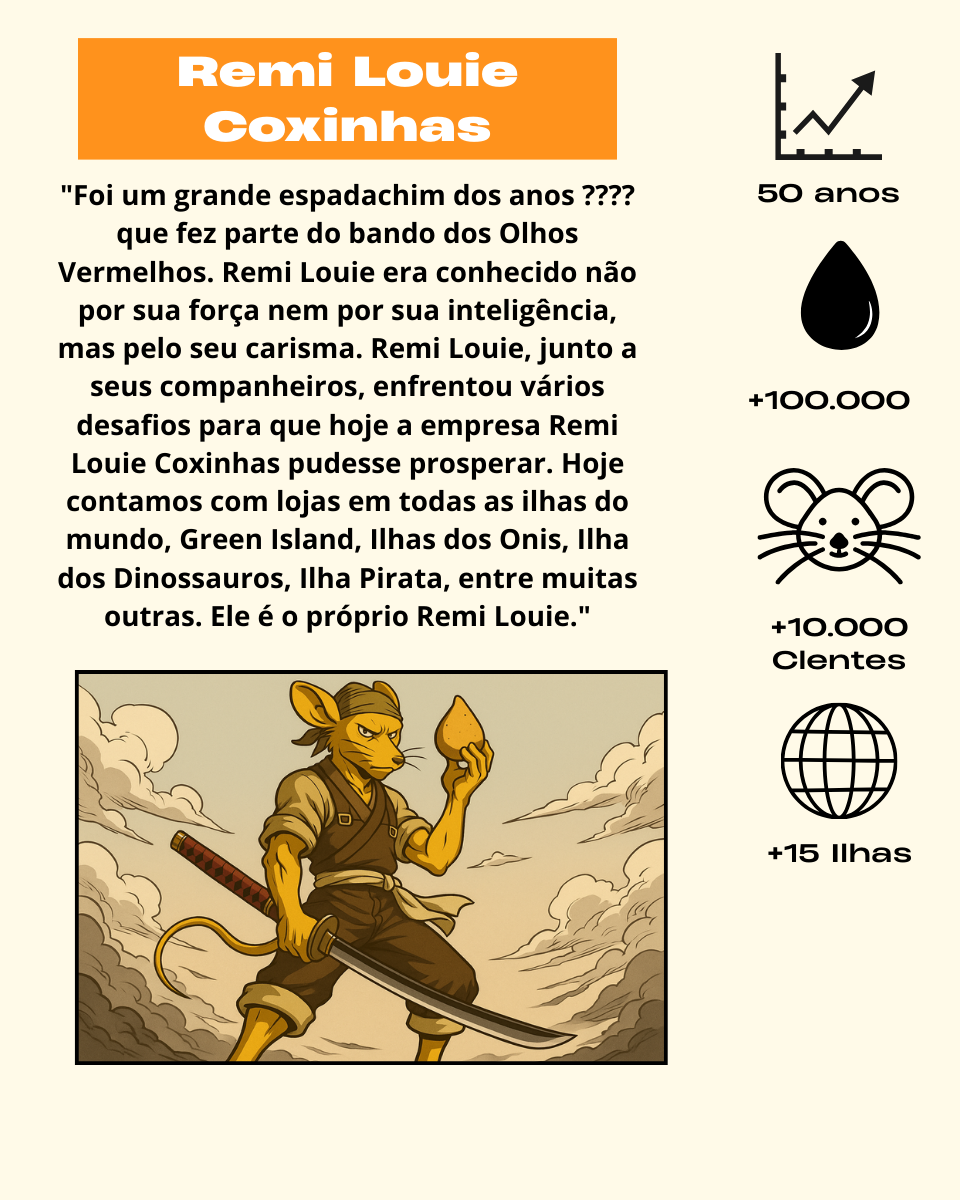 Remi Louie
Coxinhas
"Foi um grande espadachim dos anos ????
que fez parte do bando dos Olhos
Vermelhos. Remi Louie era conhecido não
por sua força nem por sua inteligência,
mas pelo seu carisma. Remi Louie, junto a
seus companheiros, enfrentou vários
desafios para que hoje a empresa Remi
Louie Coxinhas pudesse prosperar. Hoje
contamos com lojas em todas as ilhas do
mundo, Green Island, Ilhas dos Onis, Ilha
dos Dinossauros, Ilha Pirata, entre muitas
outras. Ele é o próprio Remi Louie."
50 anos
+100.000
+10.000
Clentes
+15 Ilhas